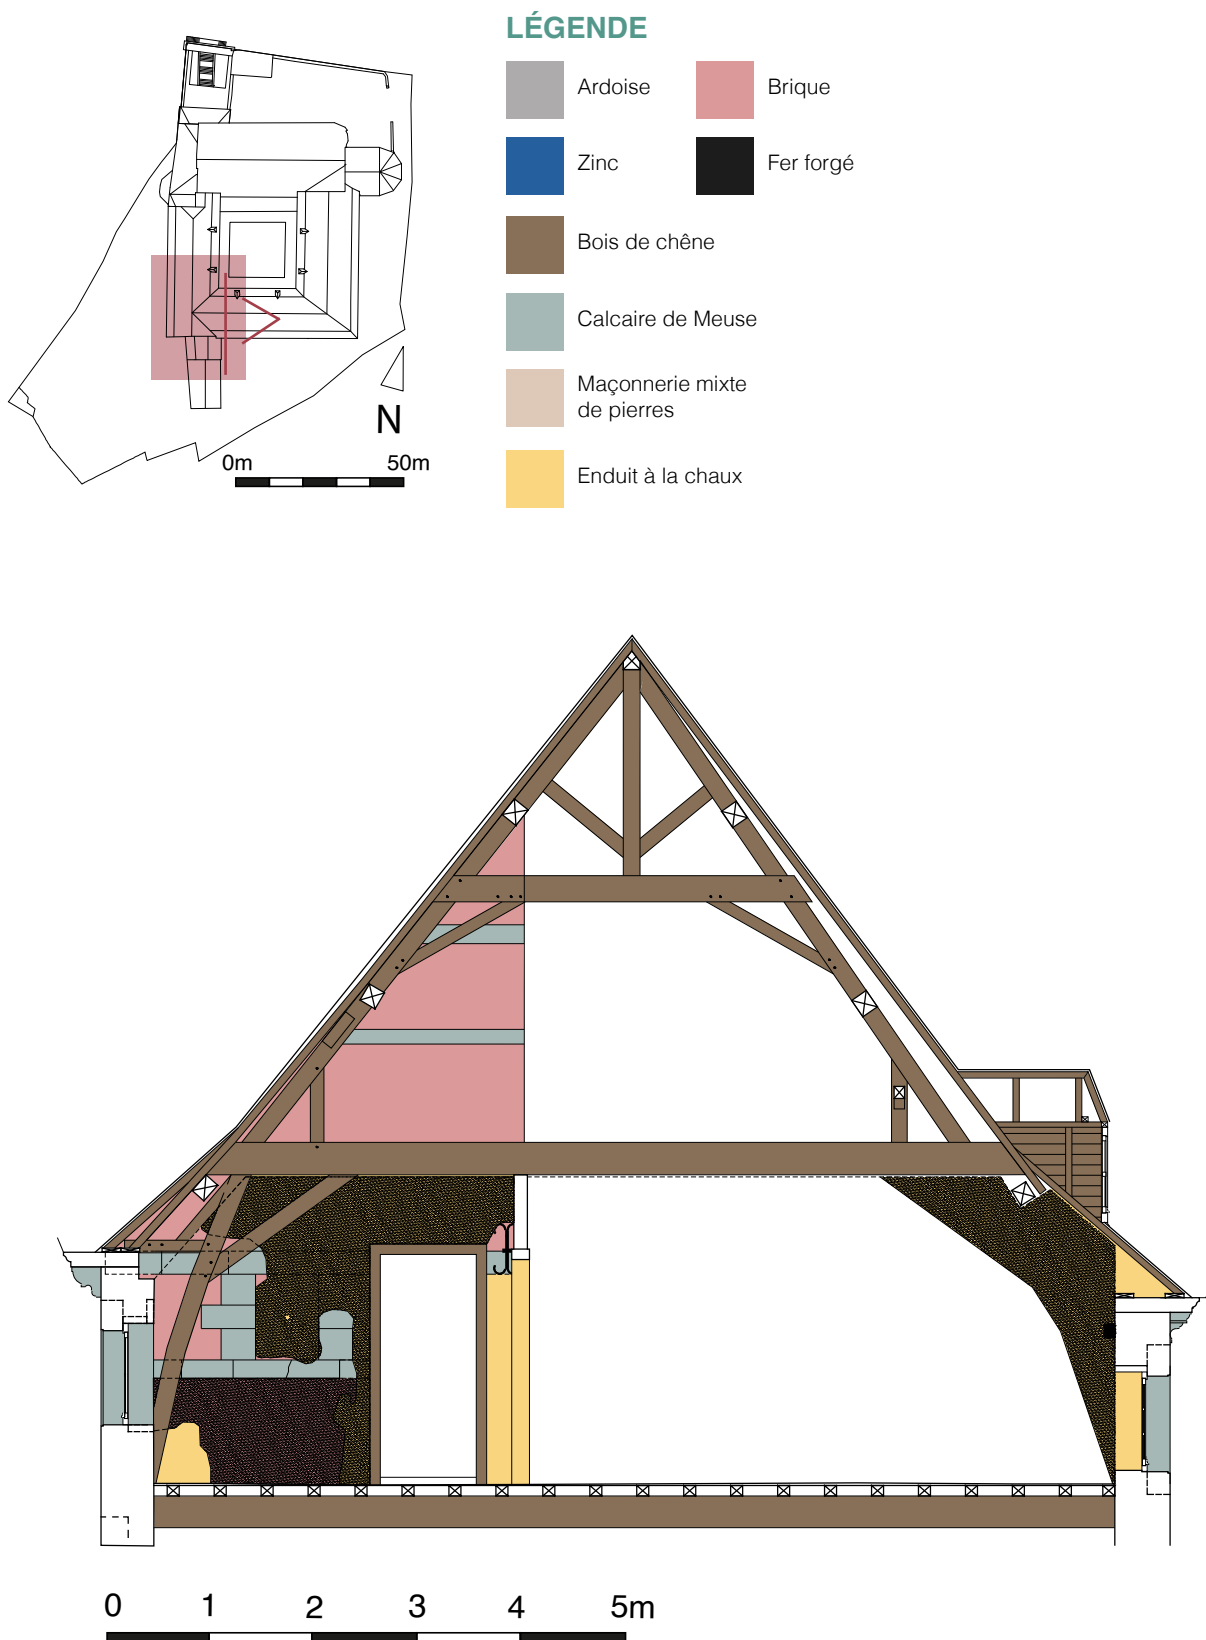 LÉGENDE
Ardoise
Brique
Zinc
Fer forgé
Bois de chêne
Calcaire de Meuse
Maçonnerie mixte
de pierres
Enduit à la chaux
N
0m 50m
0 1 2 3 4 5m